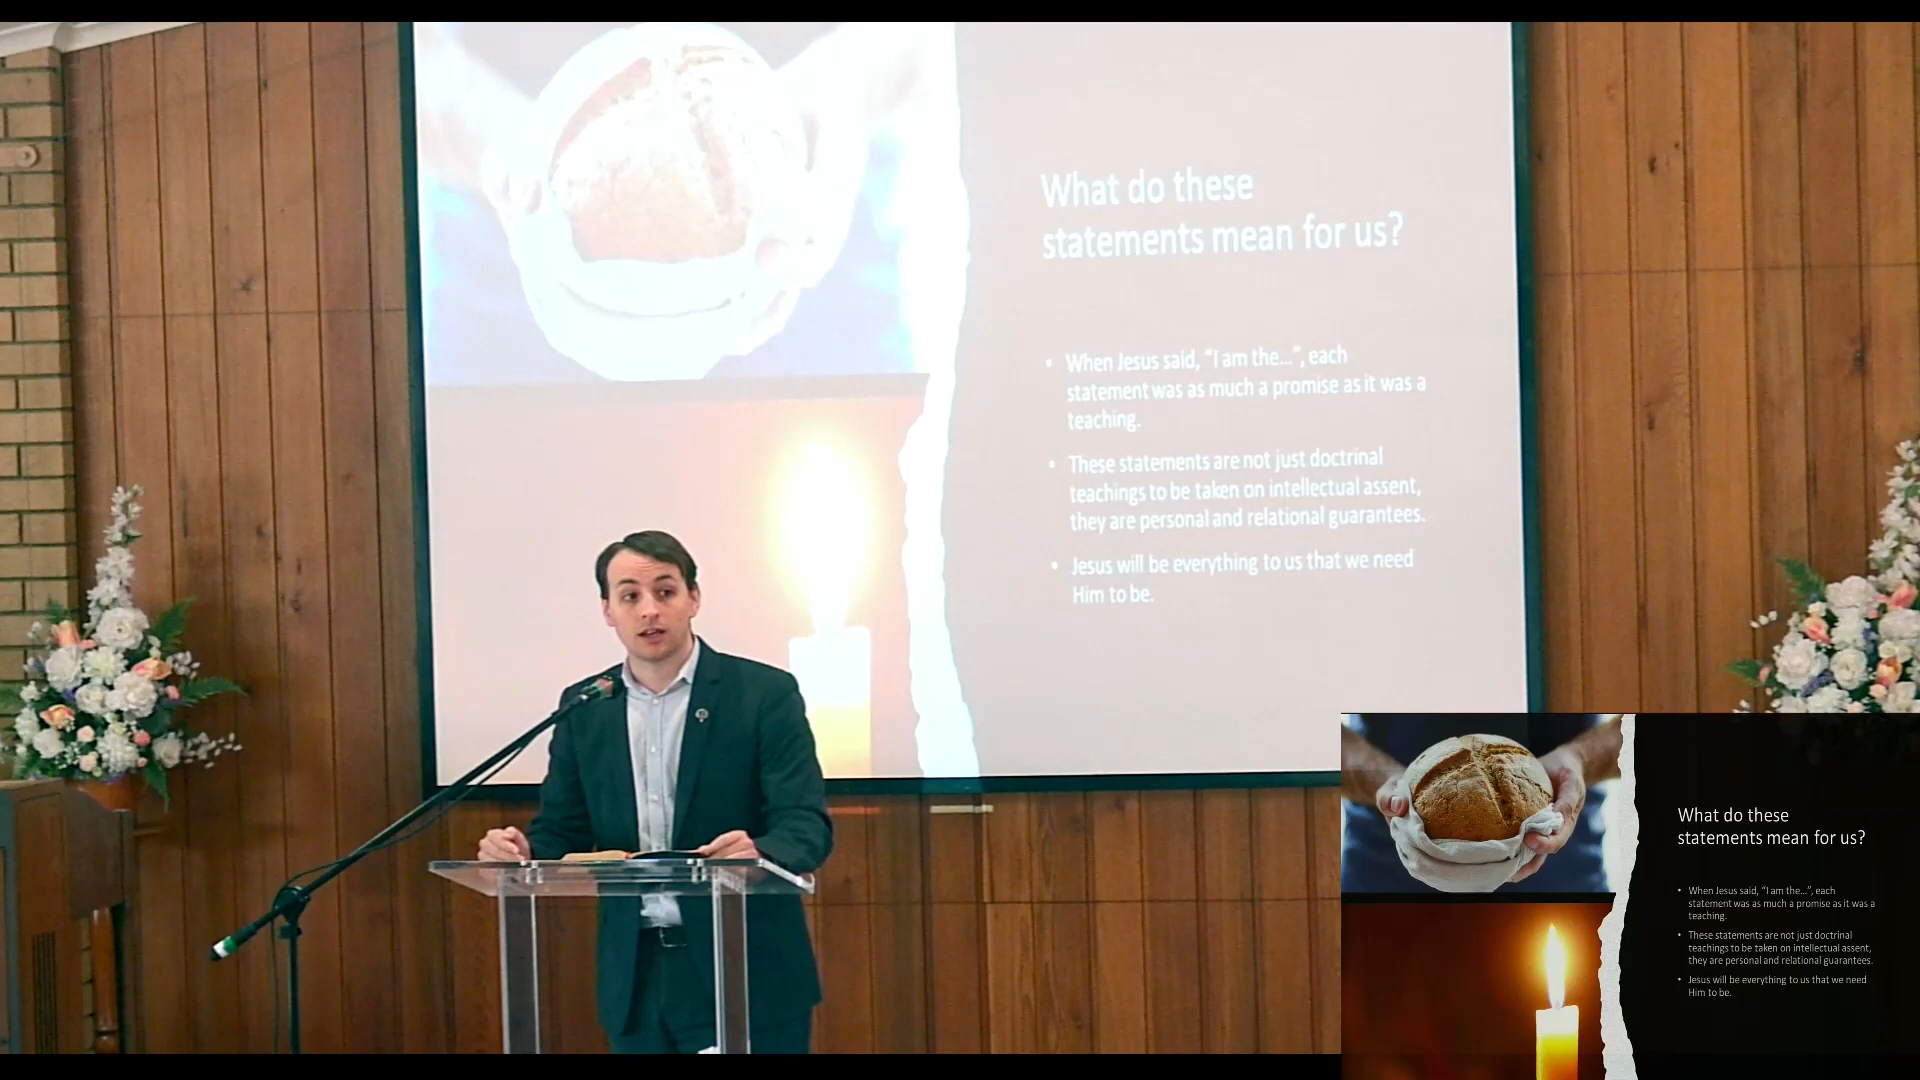 What do these
statements mean for us?
• When Jesus said, “I am the...”, each
statement was as much a promise as it was a
teaching.
• These statements are not just doctrinal
teachings to be taken on intellectual assent,
they are personal and relational guarantees.
• Jesus will be everything to us that we need
Him to be.
What do these
statements mean for us?
• When Jesus said, “I am the...”, each
statement was as much a promise as it was a
teaching.
• These statements are not just doctrinal
teachings to be taken on intellectual assent,
they are personal and relational guarantees.
• Jesus will be everything to us that we need
Him to be.